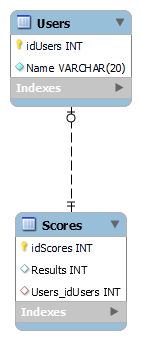 Users
idUsers INT
Name VARCHAR(20)
Indexes
Scores
idScores INT
Results INT
Users_idUsers INT
Indexes